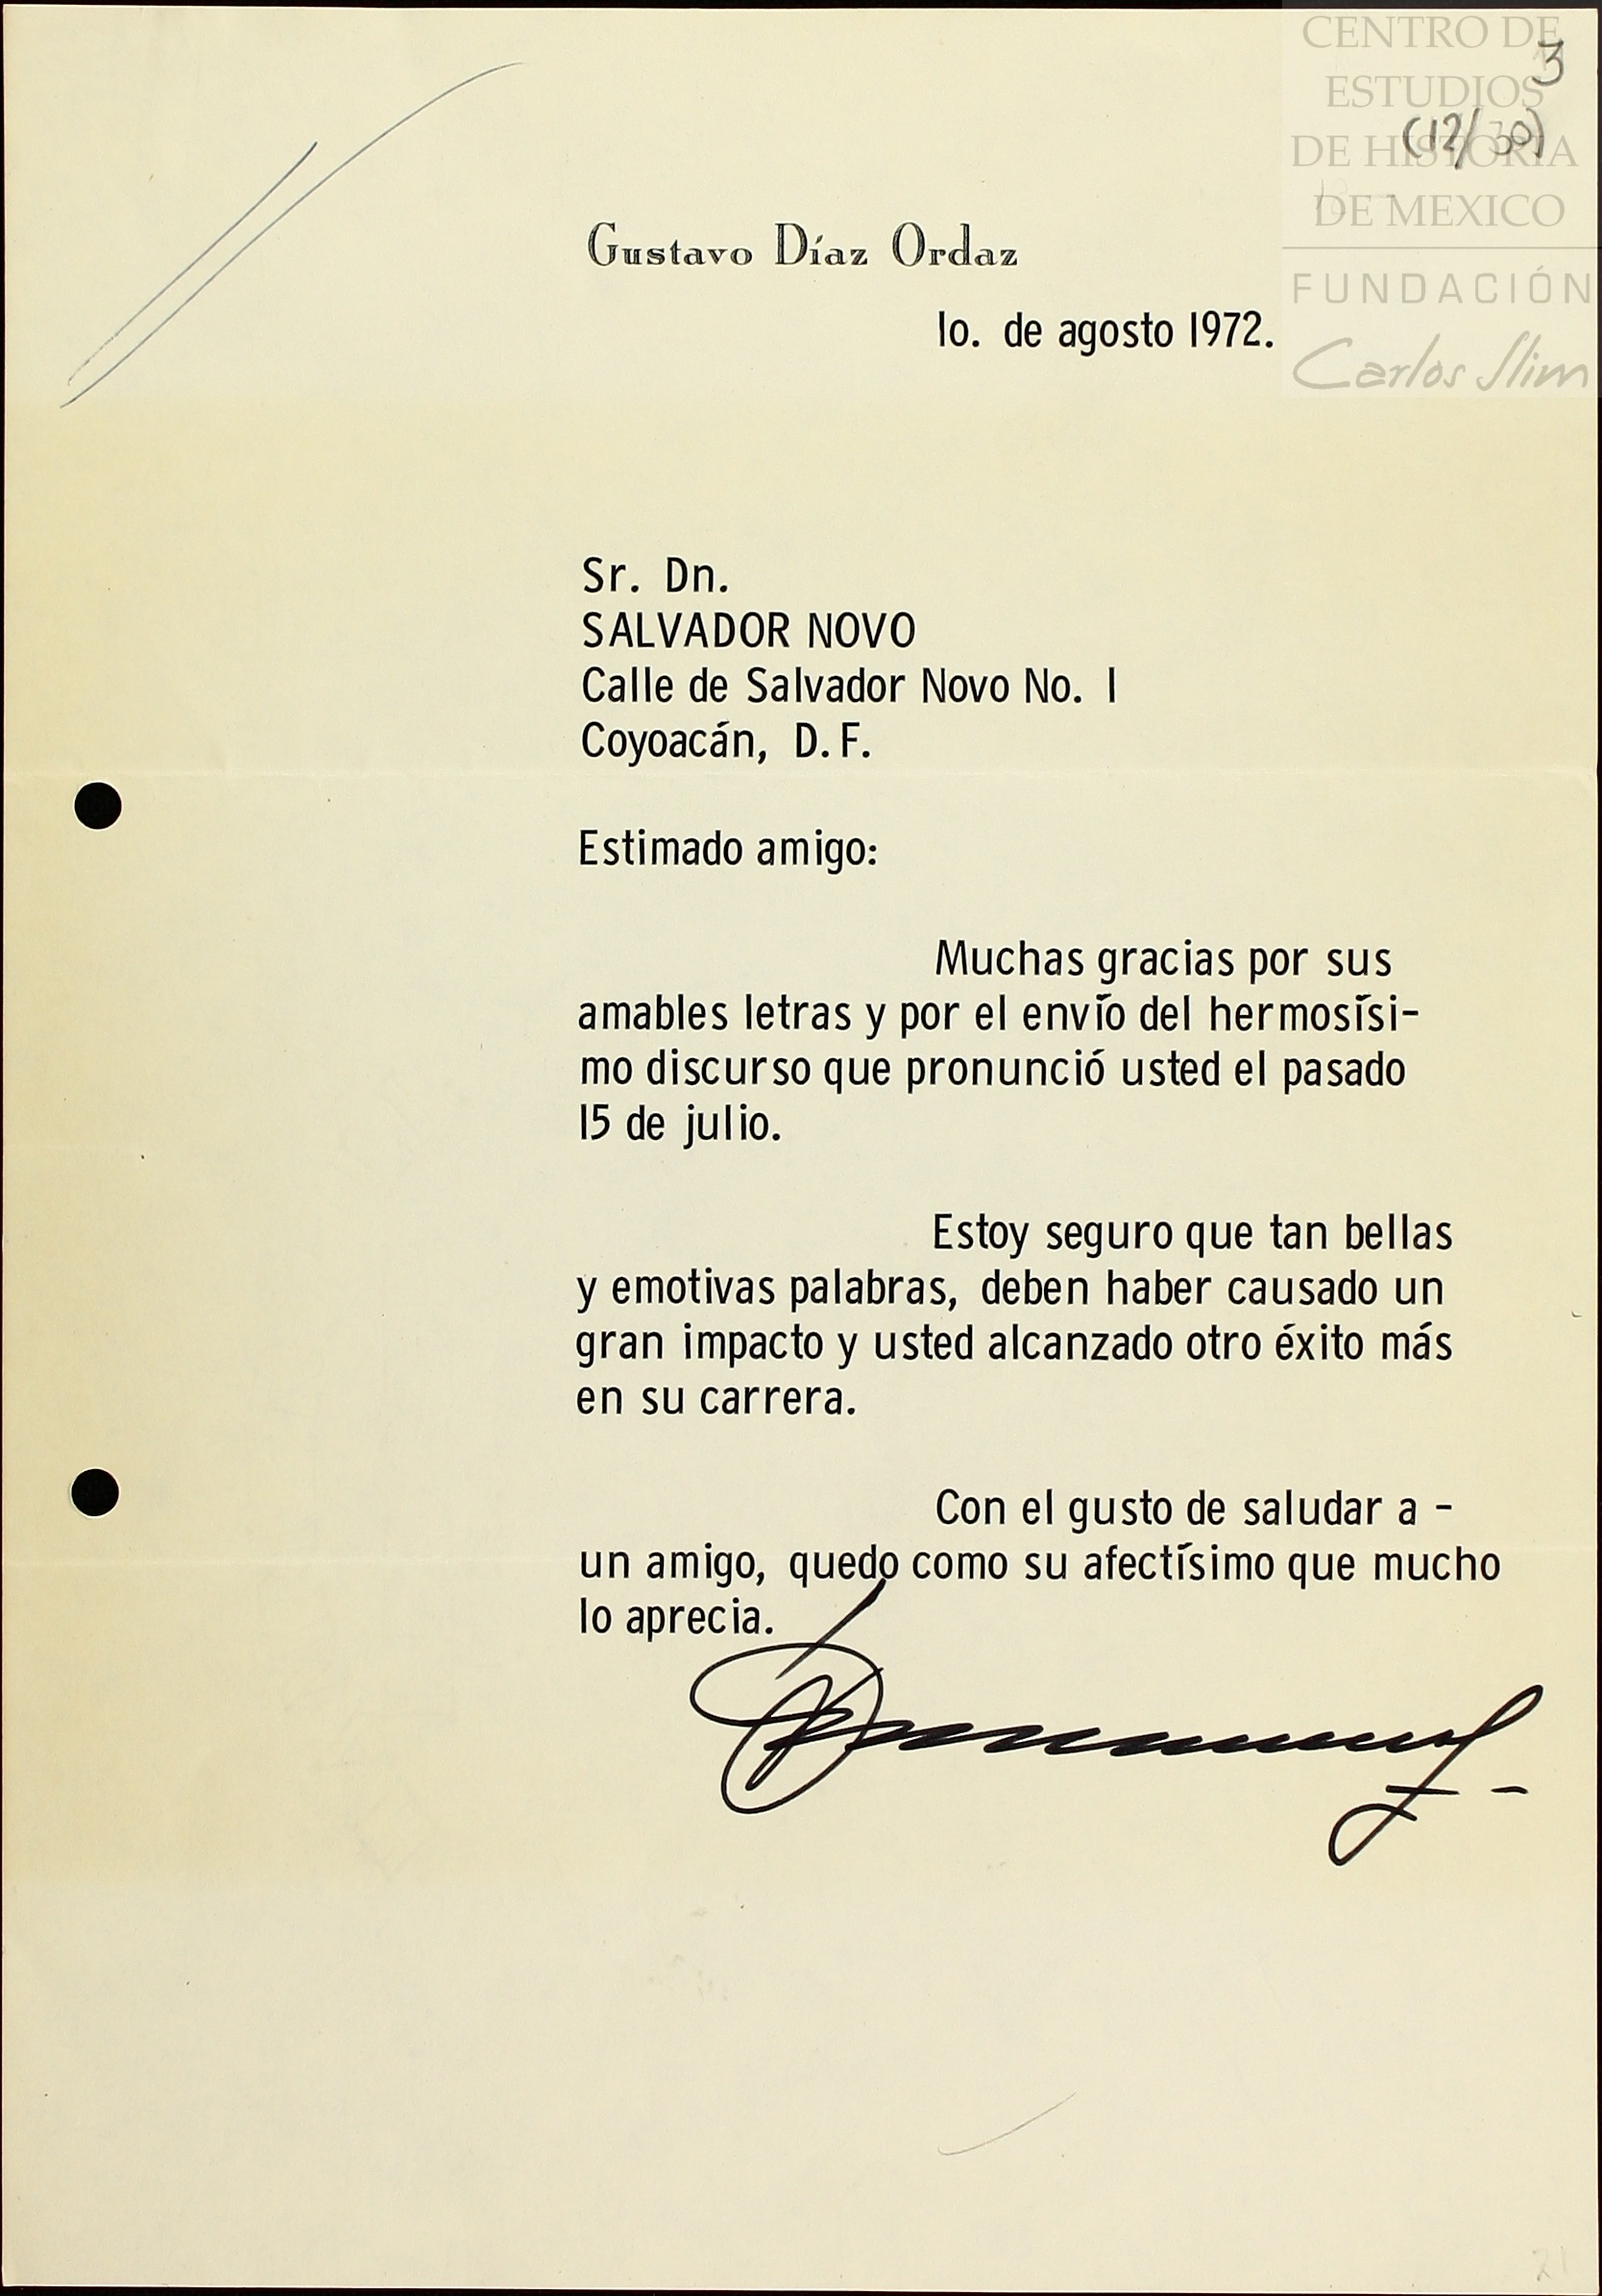 CENTRO DE
ESTUDIOS
DE HISTORIA
DE MEXICO
FUNDACIÓN
Carlos Slim
3
(12/30)
Gustavo Díaz Ordaz
1o. de agosto 1972.
Sr. Dn.
SALVADOR NOVO
Calle de Salvador Novo No. 1
Coyoacán, D.F.
Estimado amigo:
Muchas gracias por sus
amables letras y por el envío del hermosísi-
mo discurso que pronunció usted el pasado
15 de julio.
Estoy seguro que tan bellas
y emotivas palabras, deben haber causado un
gran impacto y usted alcanzado otro éxito más
en su carrera.
Con el gusto de saludar a -
un amigo, quedo como su afectísimo que mucho
lo aprecia.
21